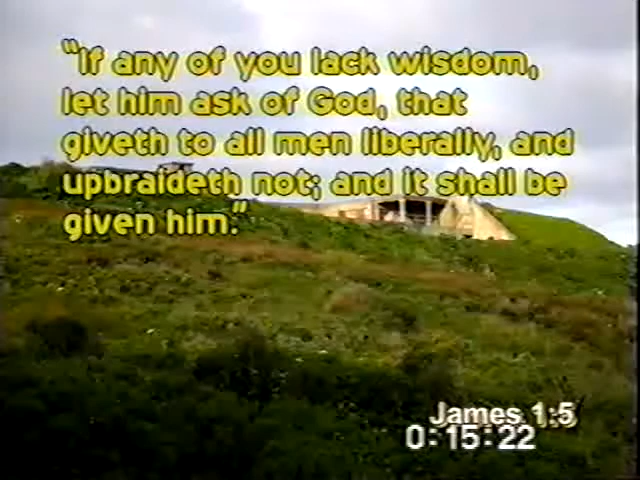 "If any of you lack wisdom,
let him ask of God, that
giveth to all men liberally, and
upbraideth not; and it shall be
given him."
James 1:5
0:15:22